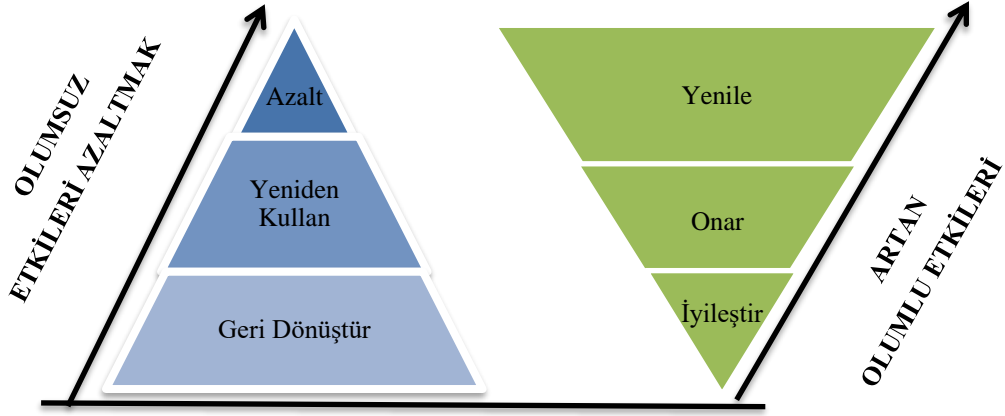 OLUMSUZ
ETKİLERİ AZALTMAK
Azalt
Yeniden
Kullan
Geri Dönüştür
Yenile
Onar
İyileştir
ARTAN
OLUMLU ETKİLERİ